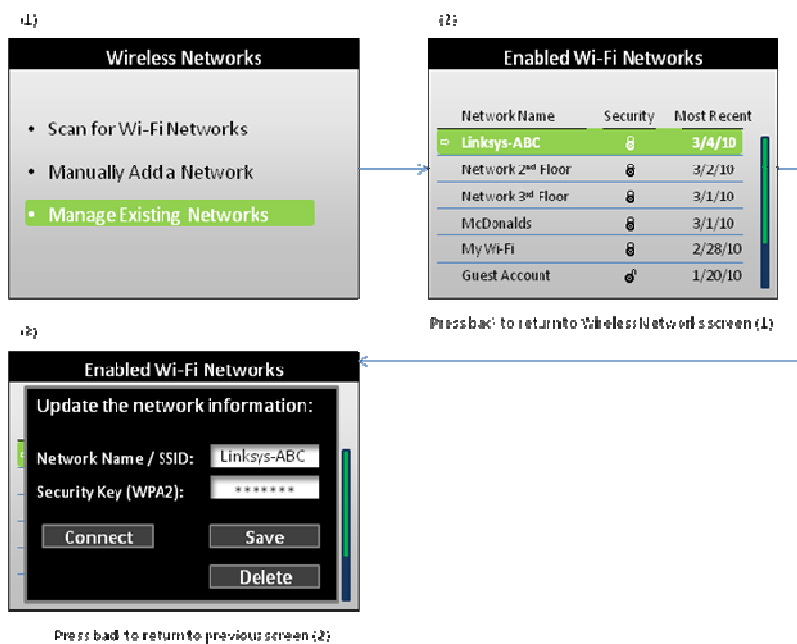 (1)
Wireless Networks
• Scan for Wi-Fi Networks
• Manually Add a Network
• Manage Existing Networks
(2)
Enabled Wi-Fi Networks
Network Name Security Most Recent
Linksys-ABC 3/4/10
Network 2nd Floor 3/2/10
Network 3rd Floor 3/1/10
McDonalds 3/1/10
My Wi-Fi 2/28/10
Guest Account 1/20/10
Press back to return to Wireless Networks screen (1)
(3)
Enabled Wi-Fi Networks
Update the network information:
Network Name / SSID: Linksys-ABC
Security Key (WPA2): *******
Connect Save
Delete
Press back to return to previous screen (2)